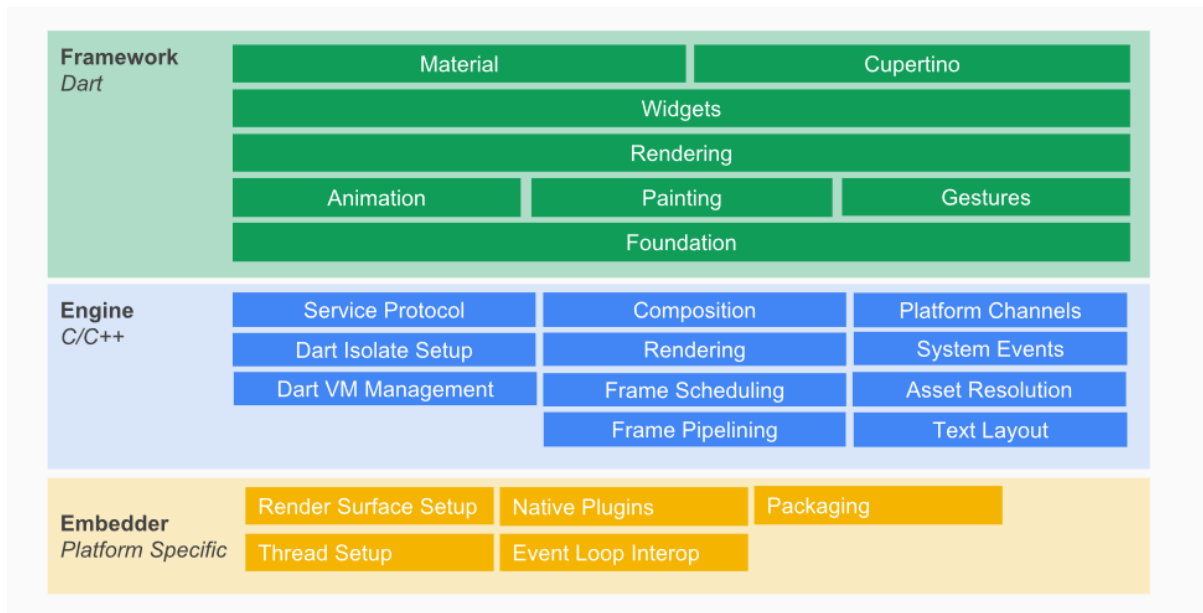 Framework
Dart
Material
Cupertino
Widgets
Rendering
Animation
Painting
Gestures
Foundation
Engine
C/C++
Service Protocol
Composition
Platform Channels
Dart Isolate Setup
Rendering
System Events
Dart VM Management
Frame Scheduling
Asset Resolution
Frame Pipelining
Text Layout
Embedder
Platform Specific
Render Surface Setup
Native Plugins
Packaging
Thread Setup
Event Loop Interop